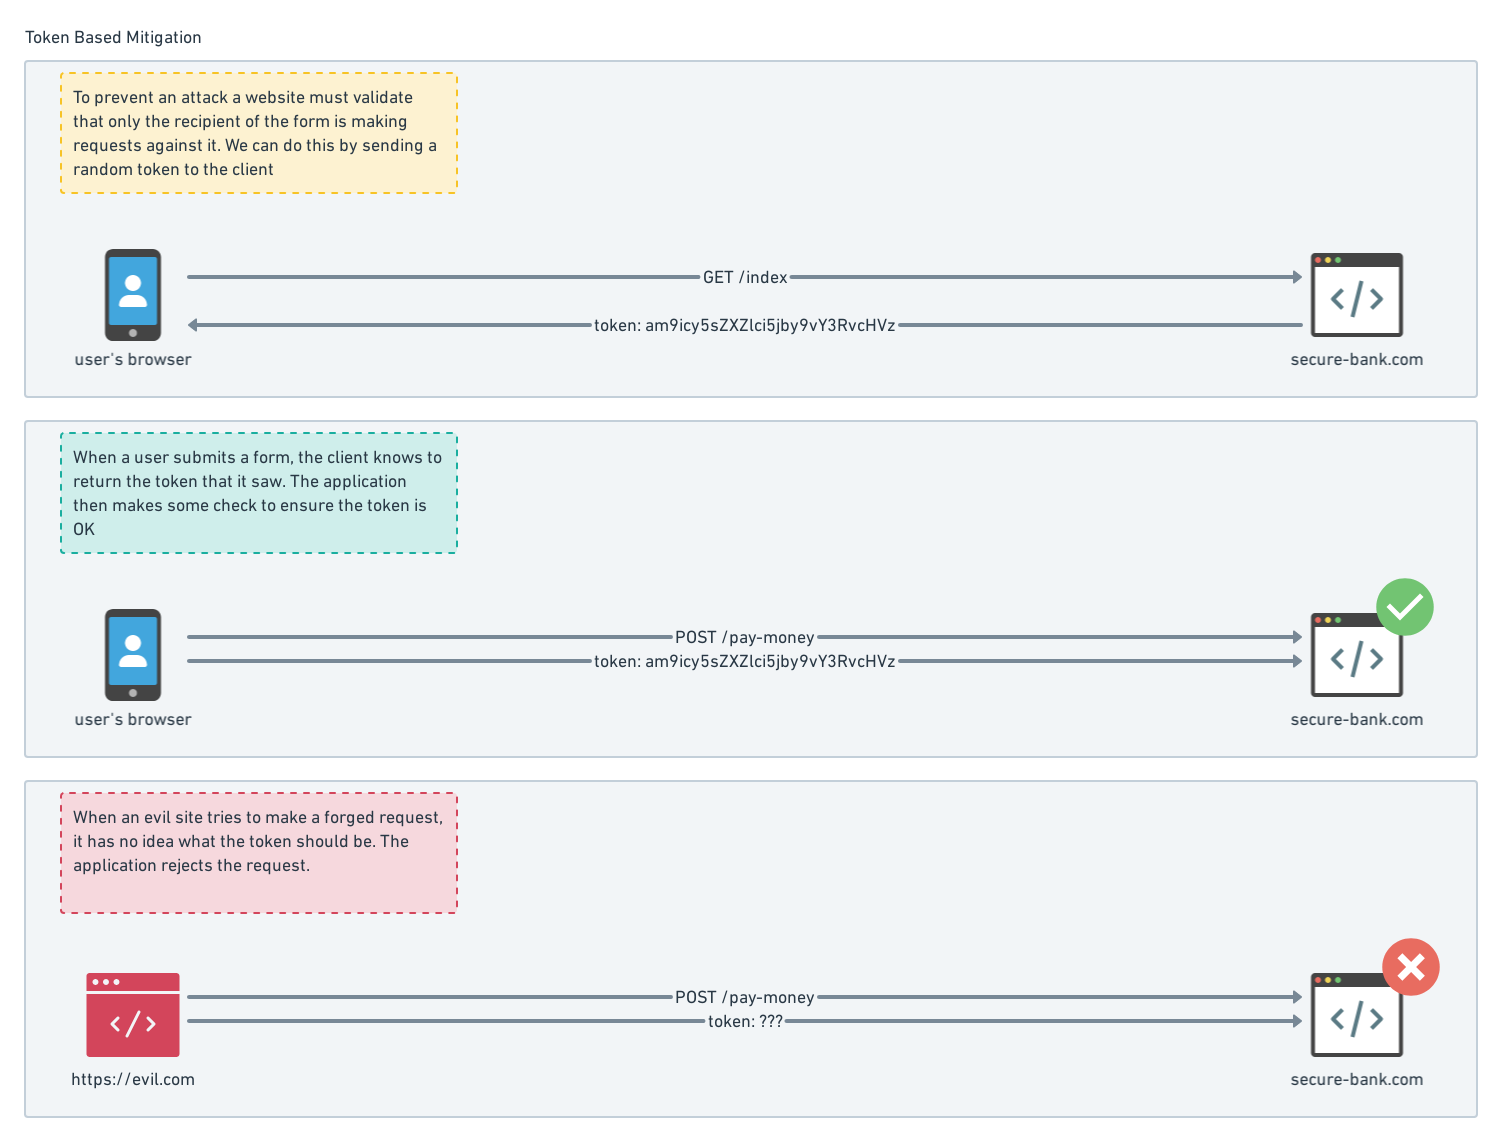 Token Based Mitigation
To prevent an attack a website must validate
that only the recipient of the form is making
requests against it. We can do this by sending a
random token to the client
GET /index
token: am9icy5sZXZlci5jby9vY3RvcHVz
user's browser
secure-bank.com
When a user submits a form, the client knows to
return the token that it saw. The application
then makes some check to ensure the token is
OK
POST /pay-money
token: am9icy5sZXZlci5jby9vY3RvcHVz
user's browser
secure-bank.com
When an evil site tries to make a forged request,
it has no idea what the token should be. The
application rejects the request.
POST /pay-money
token: ???
https://evil.com
secure-bank.com